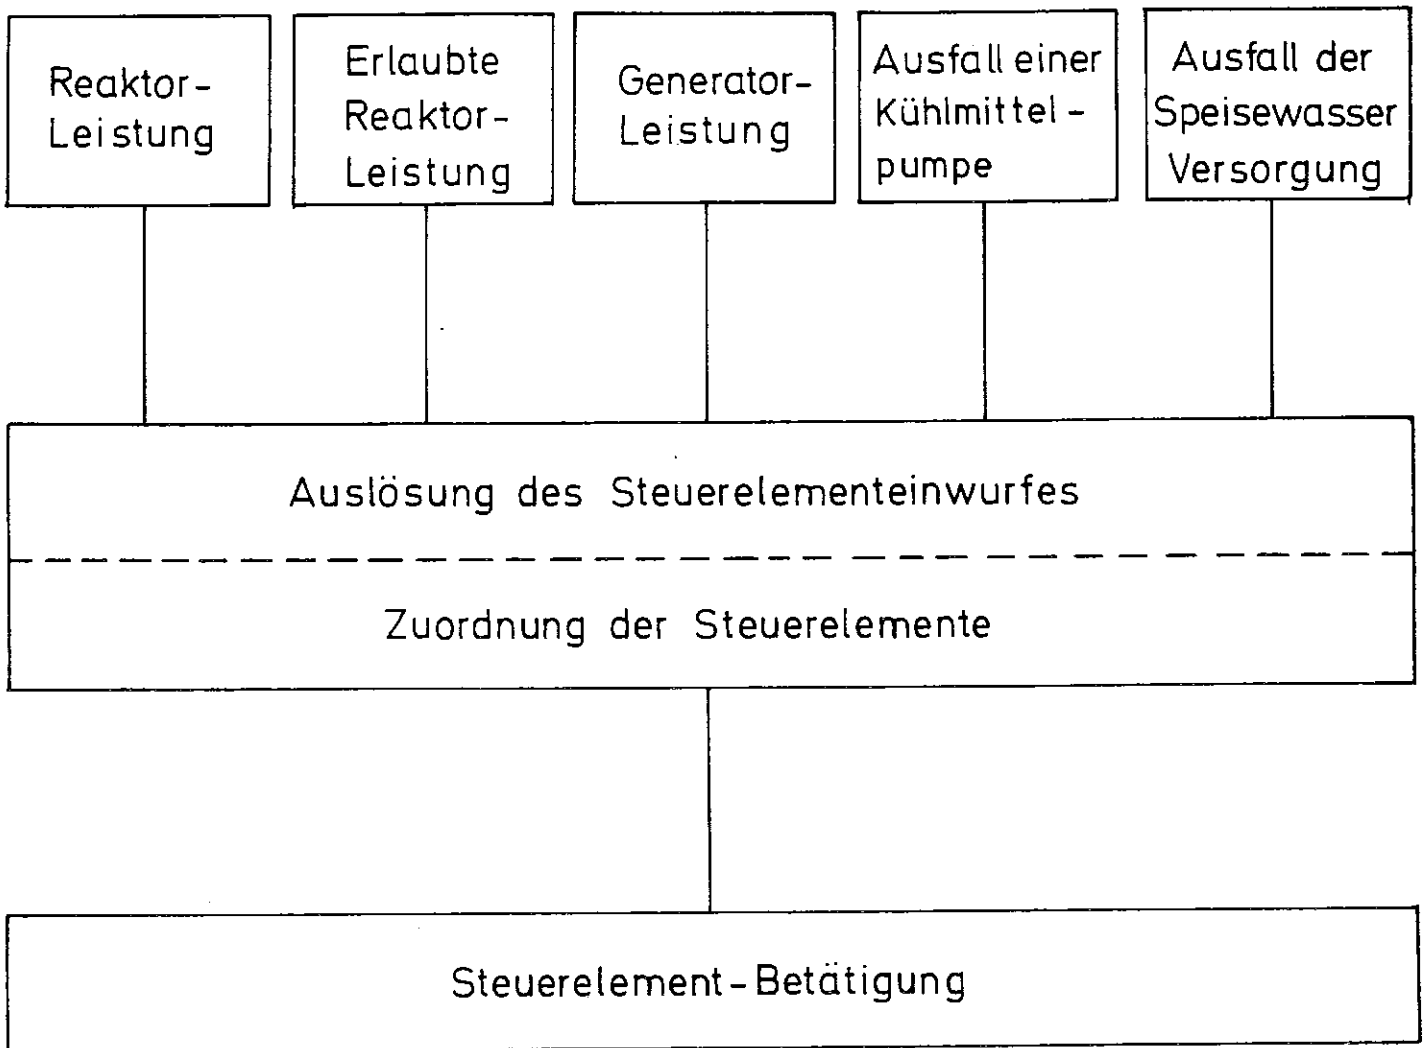 Reaktor-
Leistung
Erlaubte
Reaktor-
Leistung
Generator-
Leistung
Ausfall einer
Kühlmittel-
pumpe
Ausfall der
Speisewasser
Versorgung
Auslösung des Steuerelementeinwurfes
Zuordnung der Steuerelemente
Steuerelement-Betätigung